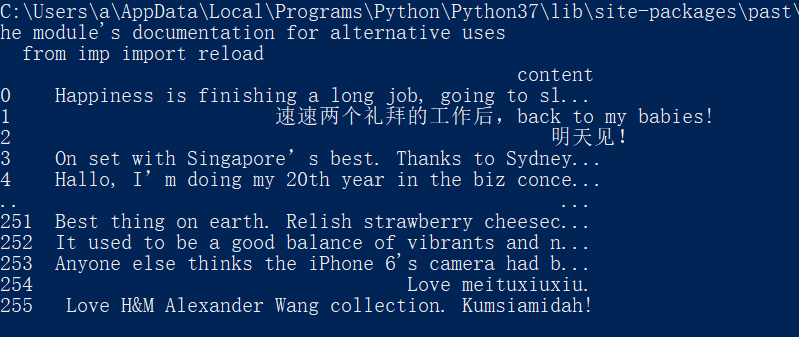 C:\Users\a\AppData\Local\Programs\Python\Python37\lib\site-packages\past\
he module's documentation for alternative uses
  from imp import reload
                                               content
0    Happiness is finishing a long job, going to sl...
1                        速速两个礼拜的工作后，back to my babies!
2                                                 明天见！
3    On set with Singapore’s best. Thanks to Sydney...
4    Hallo, I’m doing my 20th year in the biz conce...
..                                                 ...
251  Best thing on earth. Relish strawberry cheesec...
252  It used to be a good balance of vibrants and n...
253  Anyone else thinks the iPhone 6's camera had b...
254                                  Love meituxiuxiu.
255   Love H&M Alexander Wang collection. Kumsiamidah!